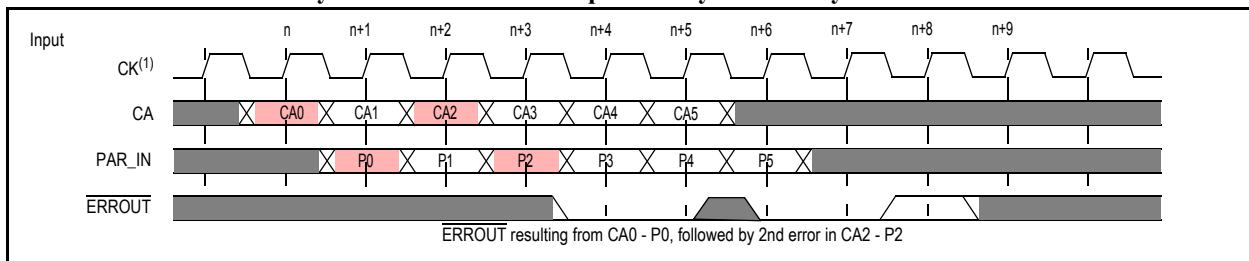 n n+1 n+2 n+3 n+4 n+5 n+6 n+7 n+8 n+9
Input
CK(1)
CA CA0 CA1 CA2 CA3 CA4 CA5
PAR_IN P0 P1 P2 P3 P4 P5
ERROUT
ERROUT resulting from CA0 - P0, followed by 2nd error in CA2 - P2